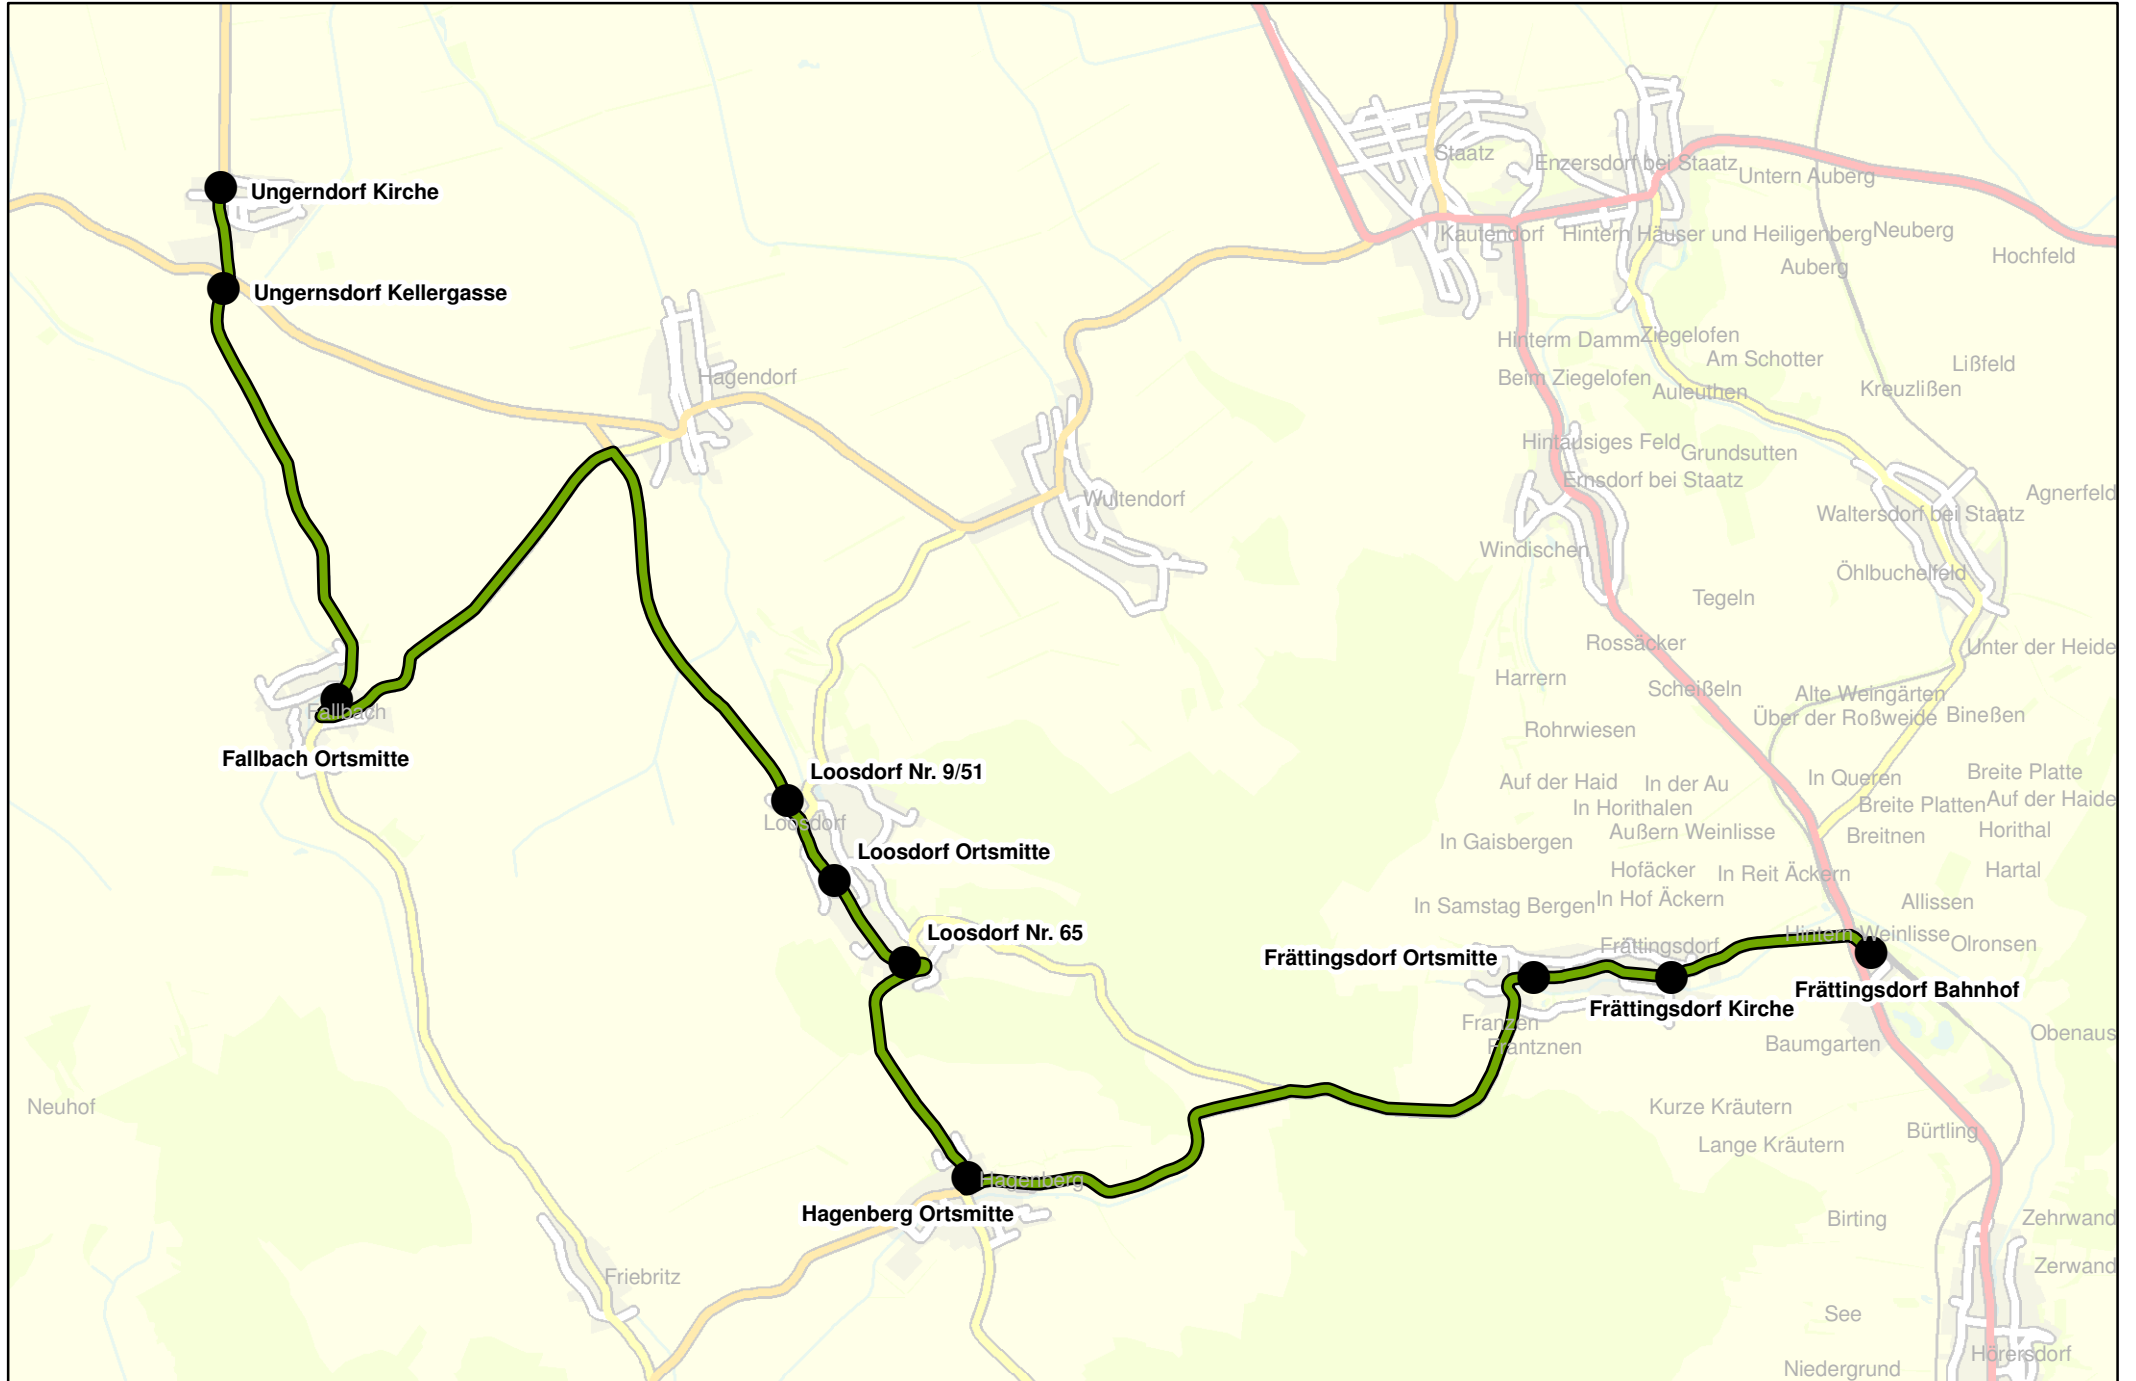 Staatz
Enzersdorf bei Staatz
Untern Auberg
Ungerndorf Kirche
Kautendorf
Hintern Häuser und Heiligenberg
Neuberg
Hochfeld
Auberg
Ungernsdorf Kellergasse
Hinterm Damm
Ziegelofen
Am Schotter
Lißfeld
Hagendorf
Beim Ziegelofen
Auleuthen
Kreuzlißen
Hintausiges Feld
Grundsutten
Ernsdorf bei Staatz
Wultendorf
Agnerfeld
Waltersdorf bei Staatz
Windischen
Öhlbuchelfeld
Tegeln
Rossäcker
Unter der Heide
Harrern
Scheißeln
Alte Weingärten
Fallbach
Über der Roßweide
Bineßen
Rohrwiesen
Fallbach Ortsmitte
Loosdorf Nr. 9/51
Auf der Haid
In der Au
In Queren
Breite Platte
In Horithalen
Breite Platten
Auf der Haide
Loosdorf
Außern Weinlisse
Breitnen
Horithal
In Gaisbergen
Loosdorf Ortsmitte
Hofäcker
In Reit Äckern
Hartal
In Samstag Bergen
In Hof Äckern
Allissen
Loosdorf Nr. 65
Frättingsdorf
Hintern Weinlisse
Olronsen
Frättingsdorf Ortsmitte
Frättingsdorf Bahnhof
Frättingsdorf Kirche
Franzen
Obenaus
Frantznen
Baumgarten
Neuhof
Kurze Kräutern
Bürtling
Lange Kräutern
Hagenberg
Hagenberg Ortsmitte
Birting
Zehrwand
Zerwand
Friebritz
See
Hörersdorf
Niedergrund